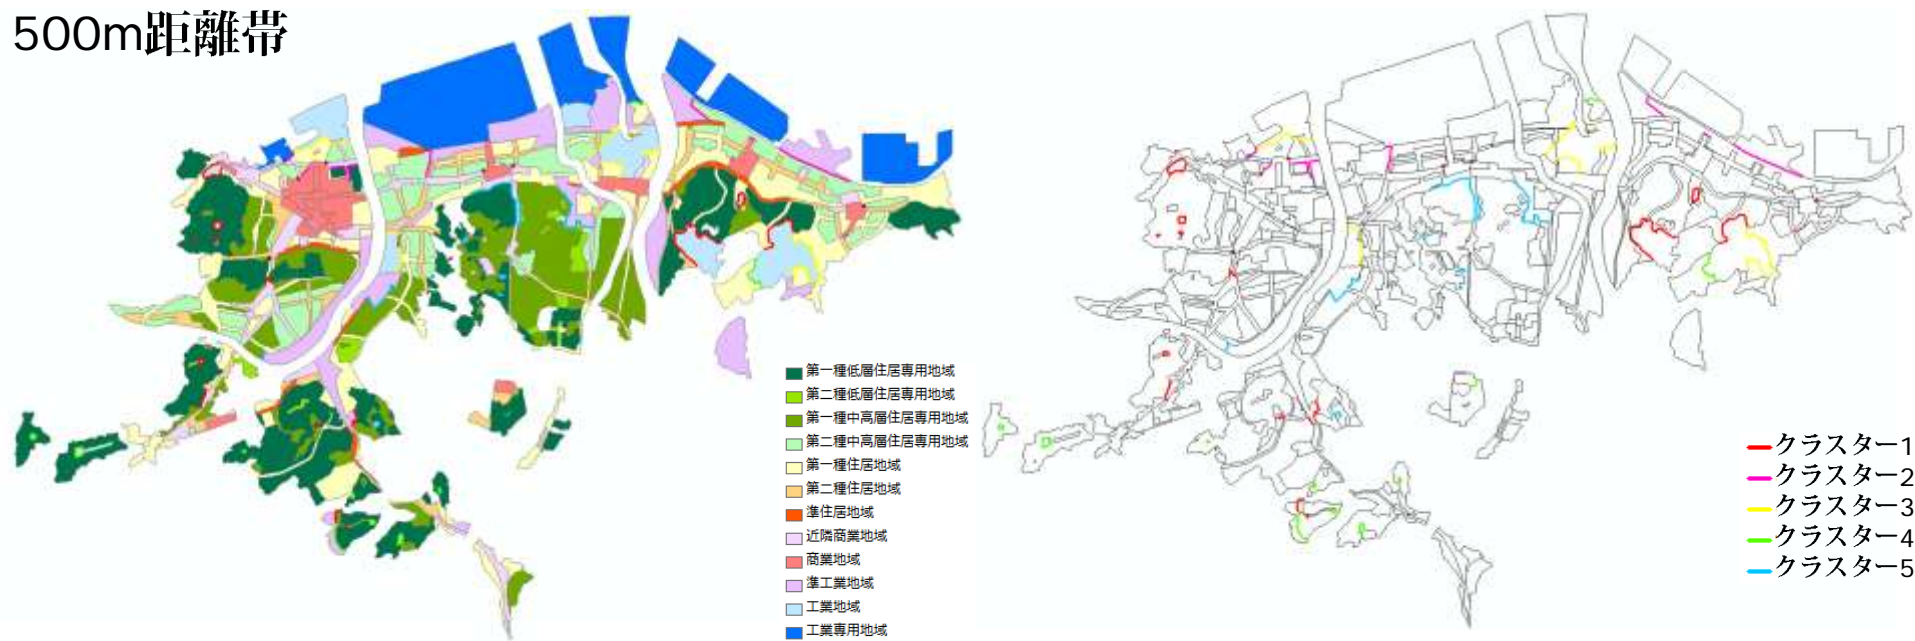 500m距離帯
第一種低層住居専用地域
第二種低層住居専用地域
第一種中高層住居専用地域
第二種中高層住居専用地域
第一種住居地域
第二種住居地域
準住居地域
近隣商業地域
商業地域
準工業地域
工業地域
工業専用地域
クラスター1
クラスター2
クラスター3
クラスター4
クラスター5